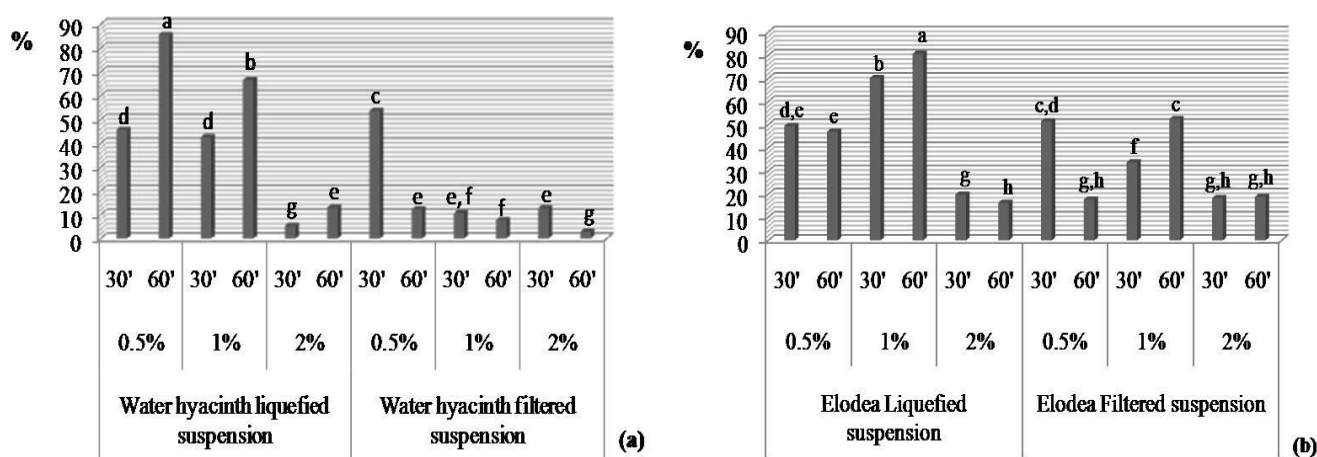 %
90
80
70
60
50
40
30
20
10
0
d a d b g e c e e,f f e g
30' 60' 30' 60' 30' 60' 30' 60' 30' 60' 30' 60'
0.5% 1% 2% 0.5% 1% 2%
Water hyacinth liquefied suspension
Water hyacinth filtered suspension
(a)
%
90
80
70
60
50
40
30
20
10
0
d,e e b a g h c,d g,h f c g,h g,h
30' 60' 30' 60' 30' 60' 30' 60' 30' 60' 30' 60'
0.5% 1% 2% 0.5% 1% 2%
Elodea Liquefied suspension
Elodea Filtered suspension
(b)